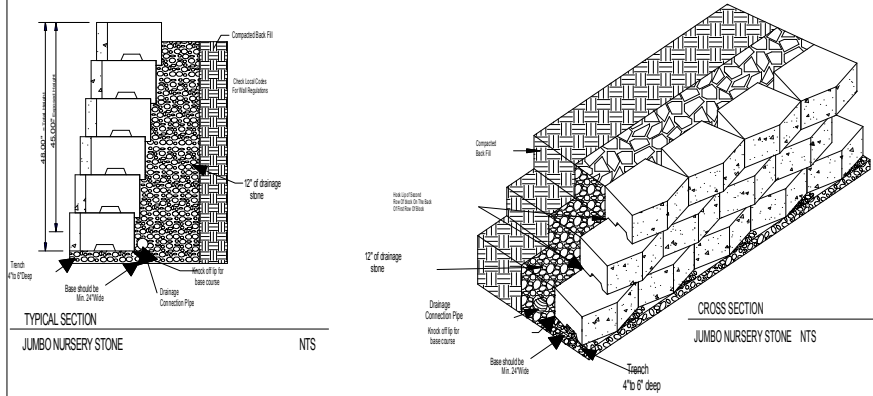 Compacted Back Fill
Check Local Codes
For Wall Regulations
48.00"
45.00"
12" of drainage
stone
Trench
4"to 6"Deep
Base should be
Min. 24"Wide
Drainage
Connection Pipe
Knock off lip for
base course
TYPICAL SECTION
JUMBO NURSERY STONE NTS
Compacted
Back Fill
Hook Lip of Second
Row Of block On The Back
Of First Row Of Block
12" of drainage
stone
Drainage
Connection Pipe
Knock off lip for
base course
Base should be
Min. 24"Wide
Trench
4"to 6" deep
CROSS SECTION
JUMBO NURSERY STONE NTS